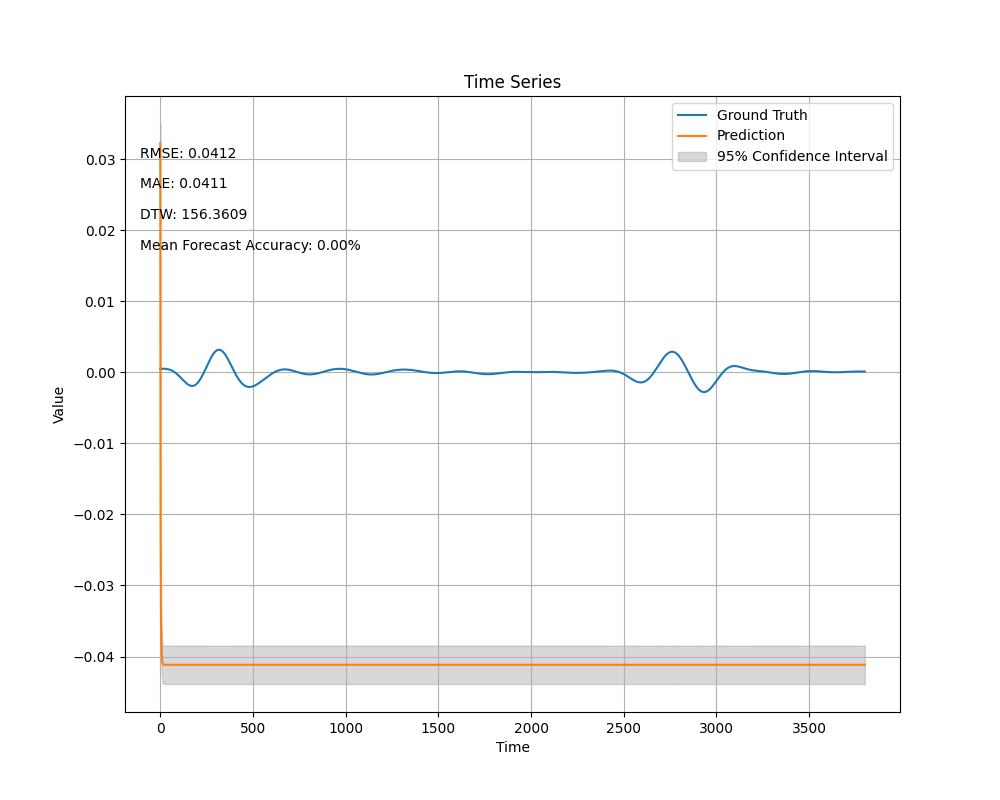 Time Series
Ground Truth
Prediction
95% Confidence Interval
RMSE: 0.0412
MAE: 0.0411
DTW: 156.3609
Mean Forecast Accuracy: 0.00%
Value
0.03
0.02
0.01
0.00
−0.01
−0.02
−0.03
−0.04
0 500 1000 1500 2000 2500 3000 3500
Time